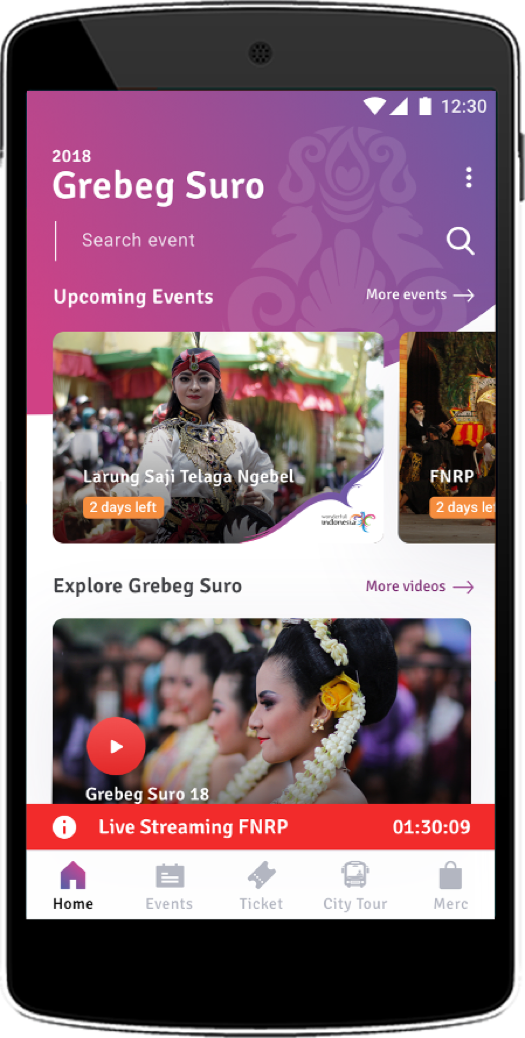 12:30
2018
Grebeg Suro
Search event
Upcoming Events
More events
Larung Saji Telaga Ngebel
2 days left
wonderful
indonesia
FNRP
2 days lef
Explore Grebeg Suro
More videos
Grebeg Suro 18
Live Streaming FNRP
01:30:09
Home
Events
Ticket
City Tour
Merc